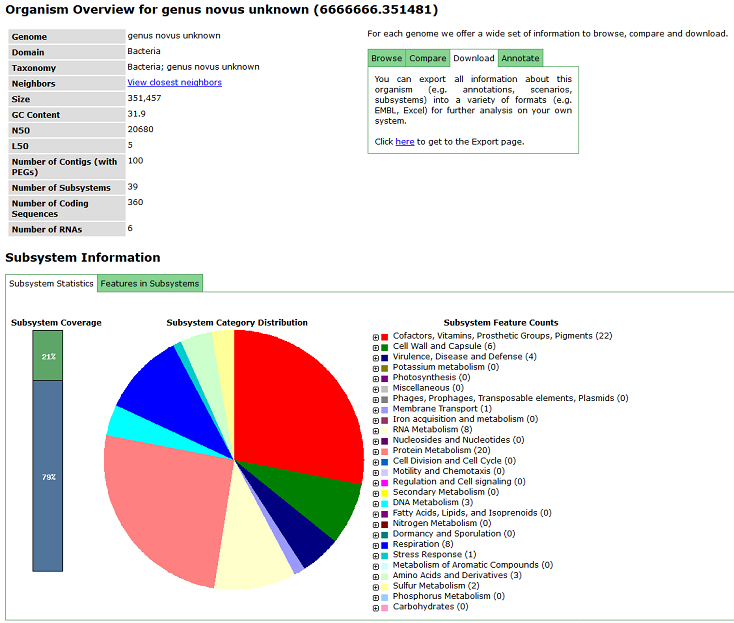 Organism Overview for genus novus unknown (6666666.351481)
Genome genus novus unknown
Domain Bacteria
Taxonomy Bacteria; genus novus unknown
Neighbors View closest neighbors
Size 351,457
GC Content 31.9
N50 20680
L50 5
Number of Contigs (with 100
PEGs)
Number of Subsystems 39
Number of Coding 360
Sequences
Number of RNAs 6
For each genome we offer a wide set of information to browse, compare and download.
Browse Compare Download Annotate
You can export all information about this
organism (e.g. annotations, scenarios,
subsystems) into a variety of formats (e.g.
EMBL, Excel) for further analysis on your own
system.
Click here to get to the Export page.
Subsystem Information
Subsystem Statistics Features in Subsystems
Subsystem Coverage
21%
79%
Subsystem Category Distribution
Subsystem Feature Counts
Cofactors, Vitamins, Prosthetic Groups, Pigments (22)
Cell Wall and Capsule (6)
Virulence, Disease and Defense (4)
Potassium metabolism (0)
Photosynthesis (0)
Miscellaneous (0)
Phages, Prophages, Transposable elements, Plasmids (0)
Membrane Transport (1)
Iron acquisition and metabolism (0)
RNA Metabolism (8)
Nucleosides and Nucleotides (0)
Protein Metabolism (20)
Cell Division and Cell Cycle (0)
Motility and Chemotaxis (0)
Regulation and Cell signaling (0)
Secondary Metabolism (0)
DNA Metabolism (3)
Fatty Acids, Lipids, and Isoprenoids (0)
Nitrogen Metabolism (0)
Dormancy and Sporulation (0)
Respiration (8)
Stress Response (1)
Metabolism of Aromatic Compounds (0)
Amino Acids and Derivatives (3)
Sulfur Metabolism (2)
Phosphorus Metabolism (0)
Carbohydrates (0)